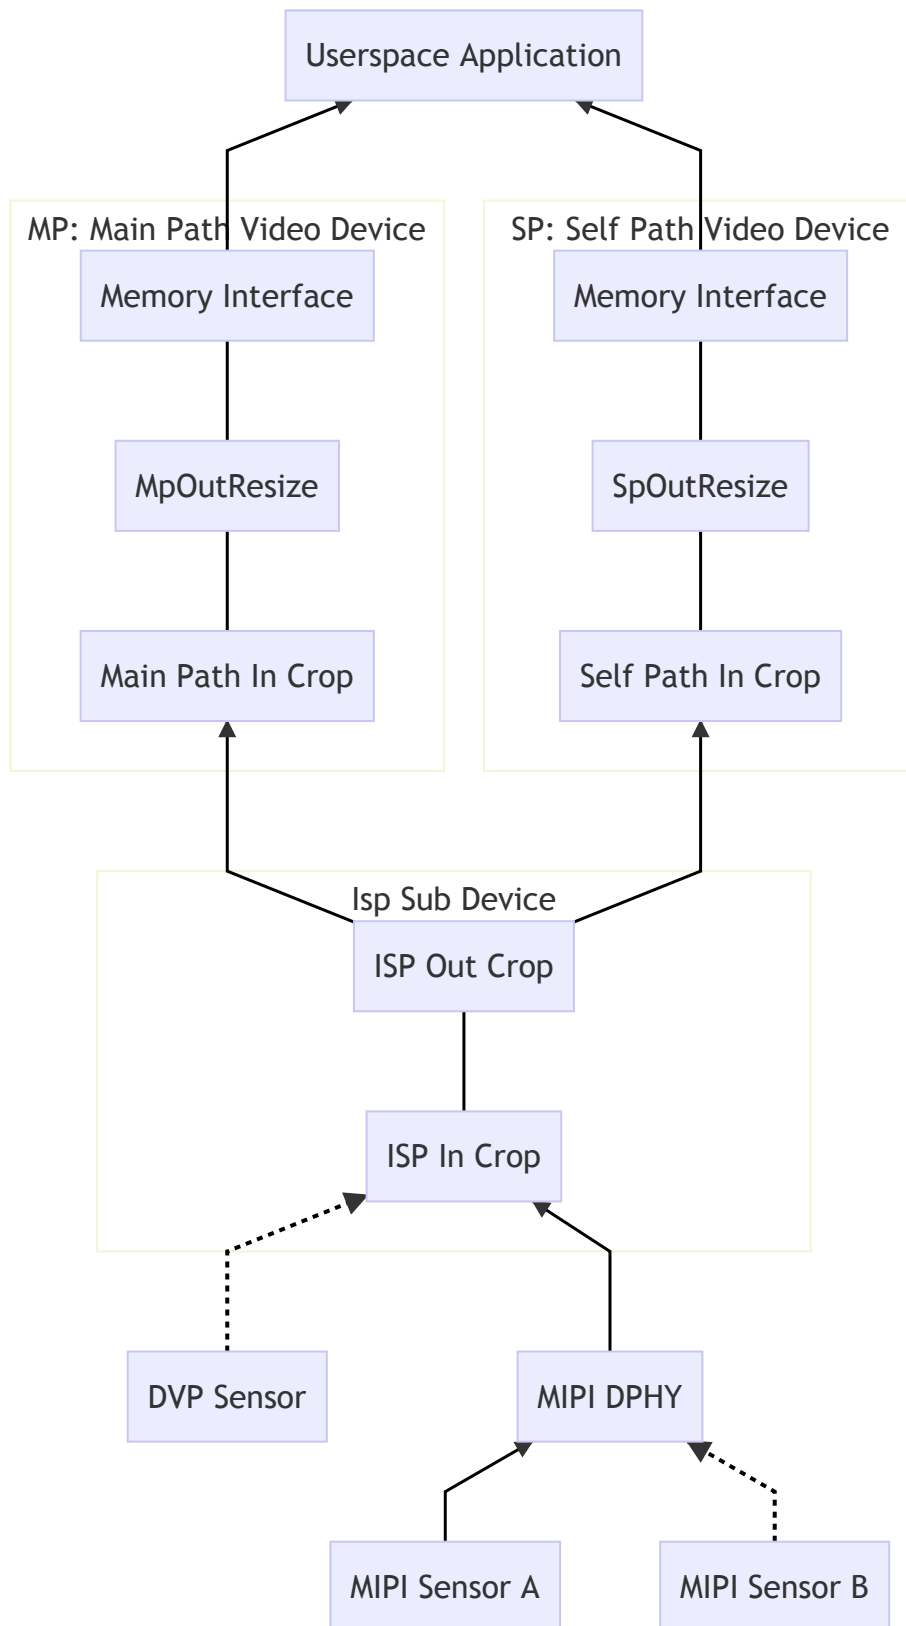 Userspace Application
MP: Main Path Video Device
SP: Self Path Video Device
Memory Interface
Memory Interface
MpOutResize
SpOutResize
Main Path In Crop
Self Path In Crop
Isp Sub Device
ISP Out Crop
ISP In Crop
DVP Sensor
MIPI DPHY
MIPI Sensor A
MIPI Sensor B